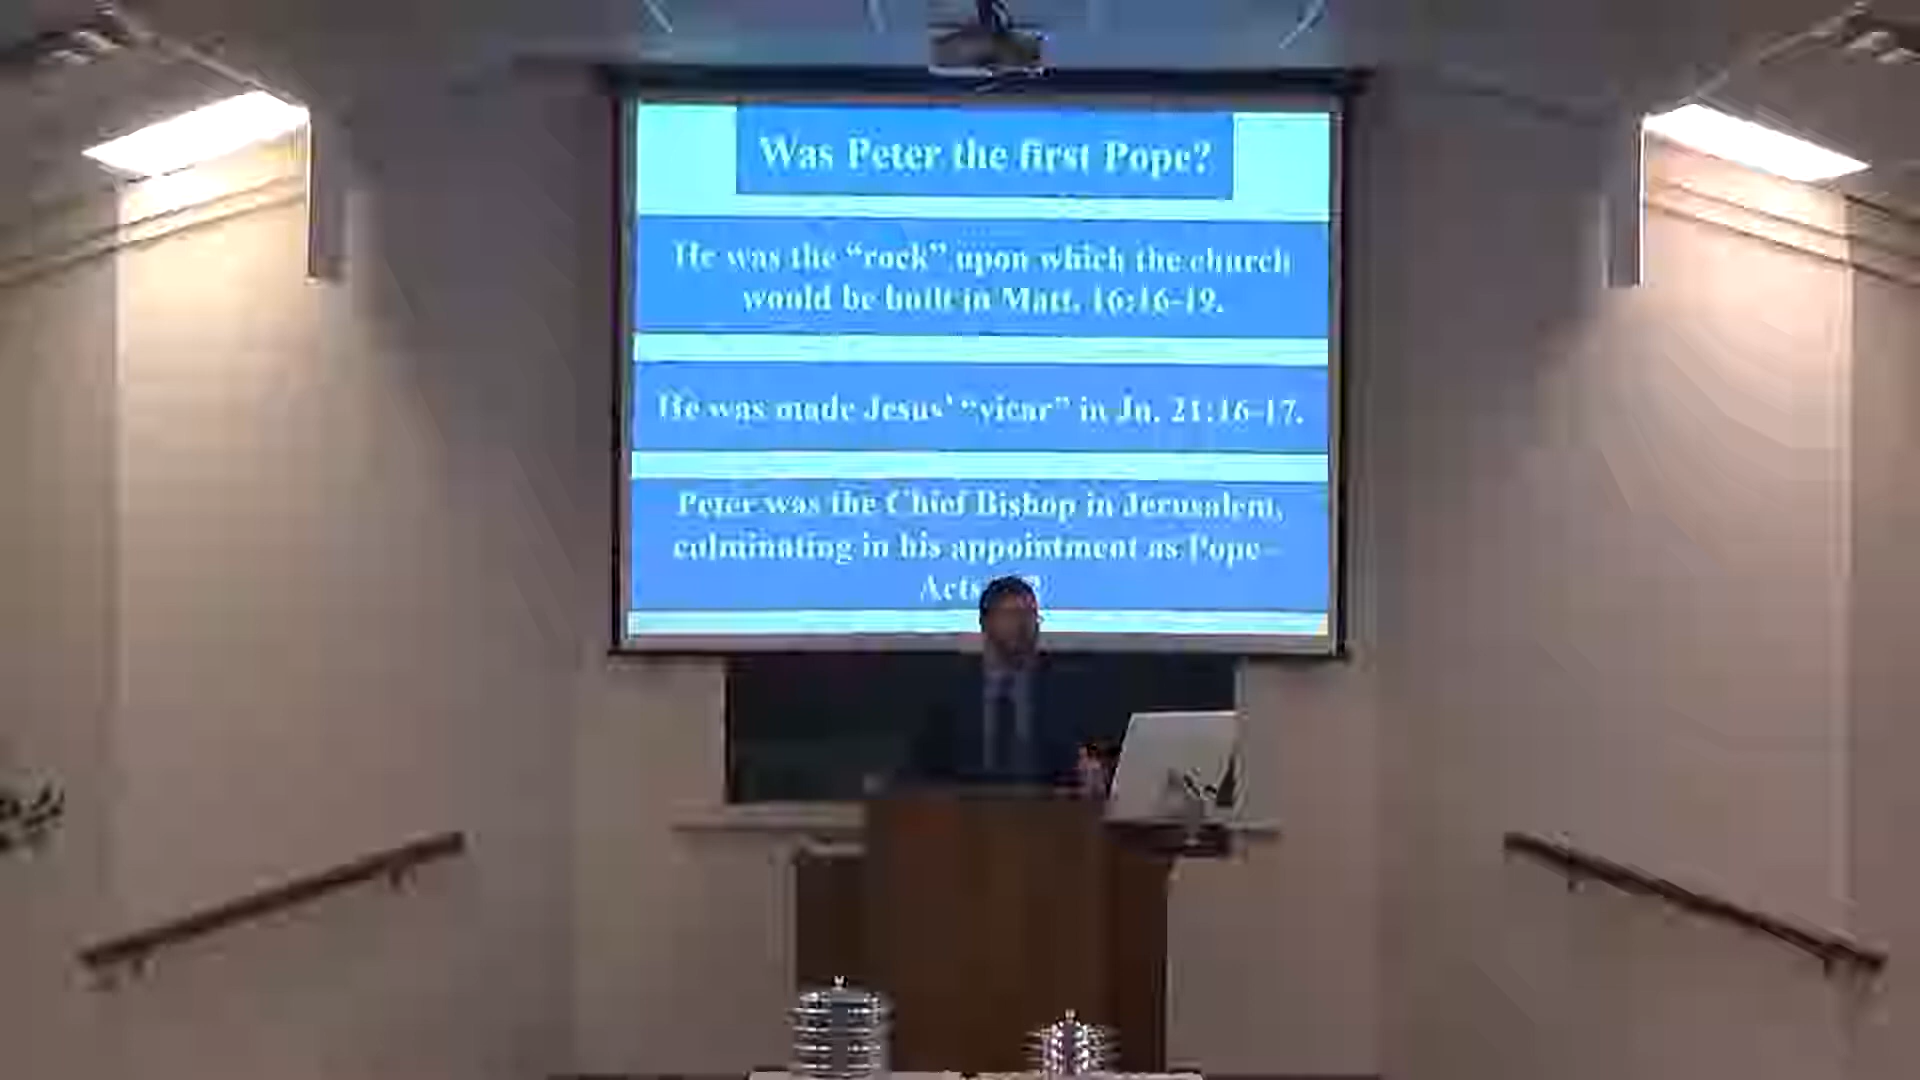 Was Peter the first Pope?
He was the “rock” upon which the church
would be built in Matt. 16:16-19.
He was made Jesus’ “vicar” in Jn. 21:16-17.
Peter was the Chief Bishop in Jerusalem,
culminating in his appointment as Pope–
Acts